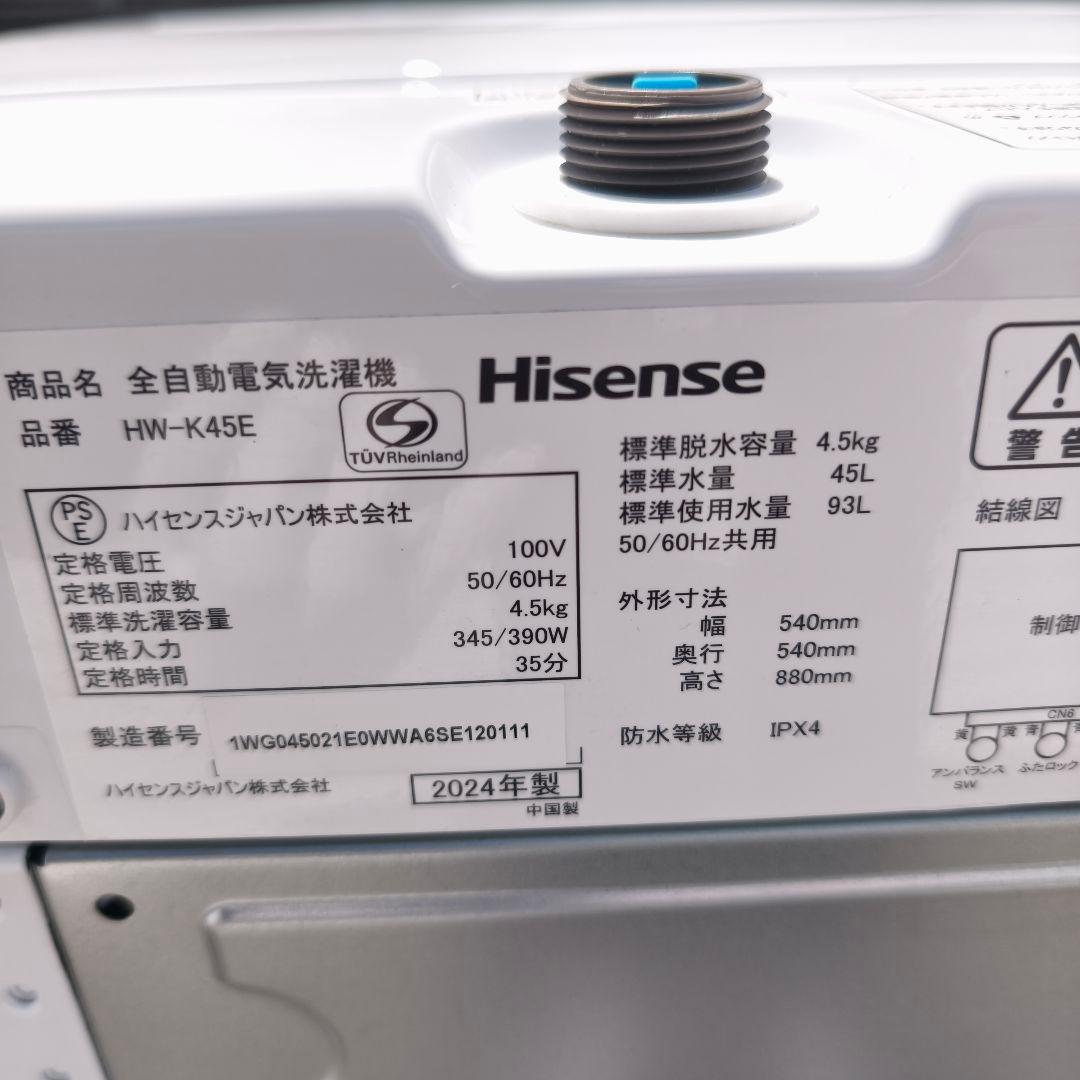 商品名 全自動電気洗濯機
品番 HW-K45E
TÜVRheinland
Hisense
PS
E
ハイセンスジャパン株式会社
定格電圧 100V
定格周波数 50/60Hz
標準洗濯容量 4.5kg
定格入力 345/390W
定格時間 35分
製造番号 1WG045021E0WWA6SE120111
ハイセンスジャパン株式会社 2024年製
中国製
標準脱水容量 4.5kg
標準水量 45L
標準使用水量 93L
50/60Hz共用
外形寸法
幅 540mm
奥行 540mm
高さ 880mm
防水等級 IPX4
警告
結線図
制御
CN6
黄 黄 青
アンバランス ふたロック
SW